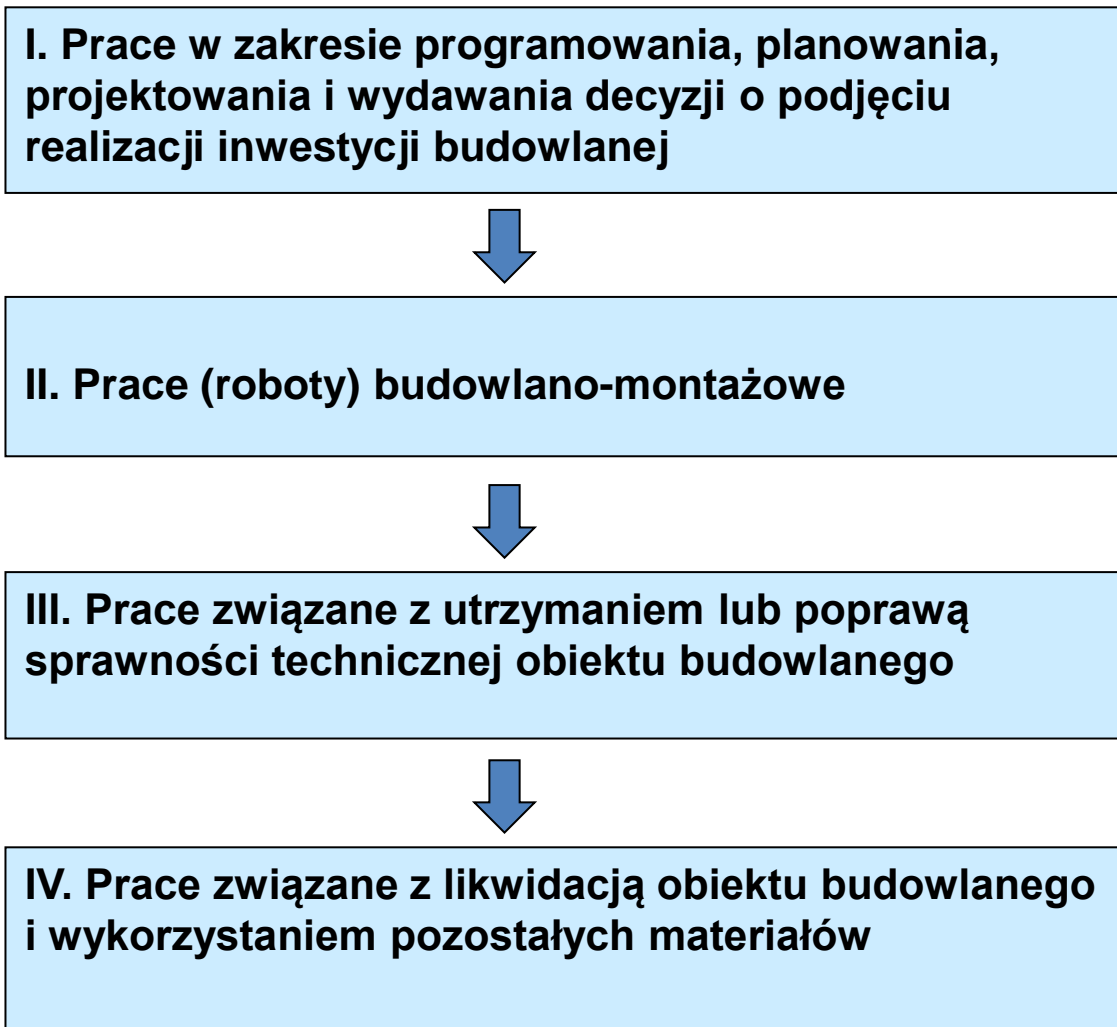 I. Prace w zakresie programowania, planowania,
projektowania i wydawania decyzji o podjęciu
realizacji inwestycji budowlanej
II. Prace (roboty) budowlano-montażowe
III. Prace związane z utrzymaniem lub poprawą
sprawności technicznej obiektu budowlanego
IV. Prace związane z likwidacją obiektu budowlanego
i wykorzystaniem pozostałych materiałów